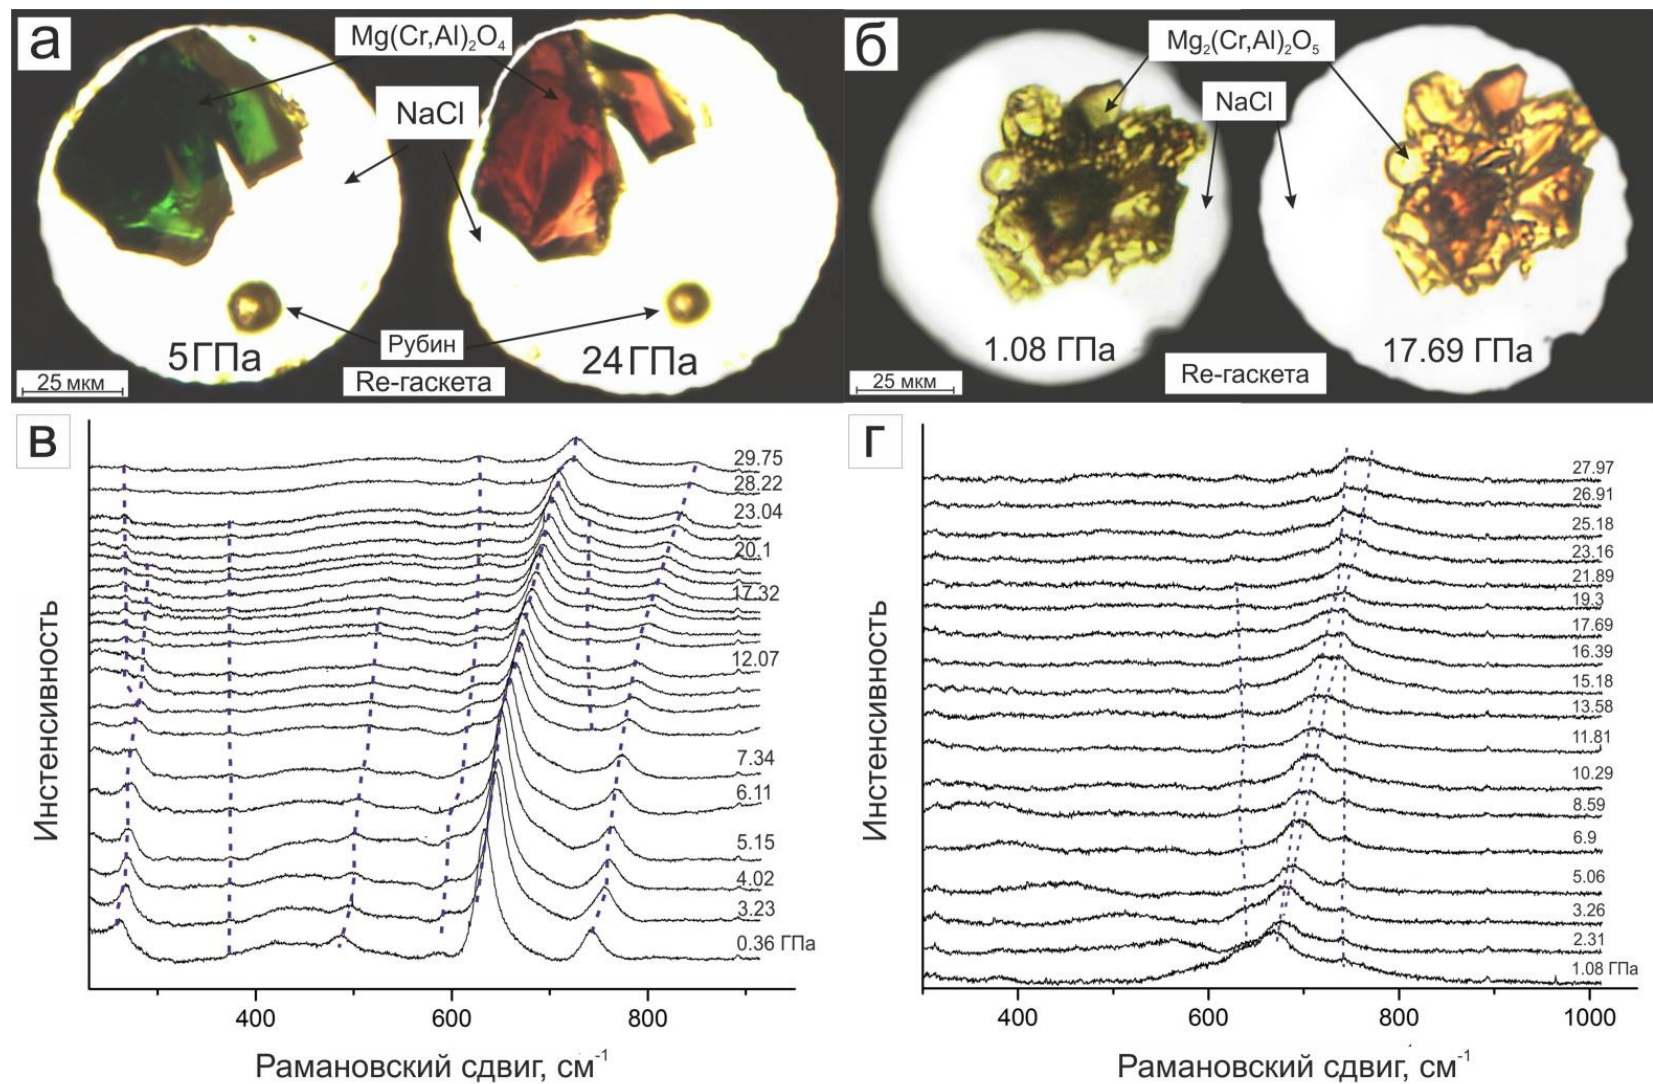 а
Mg(Cr,Al)₂O₄
NaCl
Рубин
5 ГПа
24 ГПа
Re-гаскета
25 мкм
б
Mg₂(Cr,Al)₂O₅
NaCl
1.08 ГПа
17.69 ГПа
Re-гаскета
25 мкм
в
29.75
28.22
23.04
20.1
17.32
12.07
7.34
6.11
5.15
4.02
3.23
0.36 ГПа
Инстенсивность
400 600 800
Рамановский сдвиг, см⁻¹
г
27.97
26.91
25.18
23.16
21.89
19.3
17.69
16.39
15.18
13.58
11.81
10.29
8.59
6.9
5.06
3.26
2.31
1.08 ГПа
Инстенсивность
400 600 800 1000
Рамановский сдвиг, см⁻¹